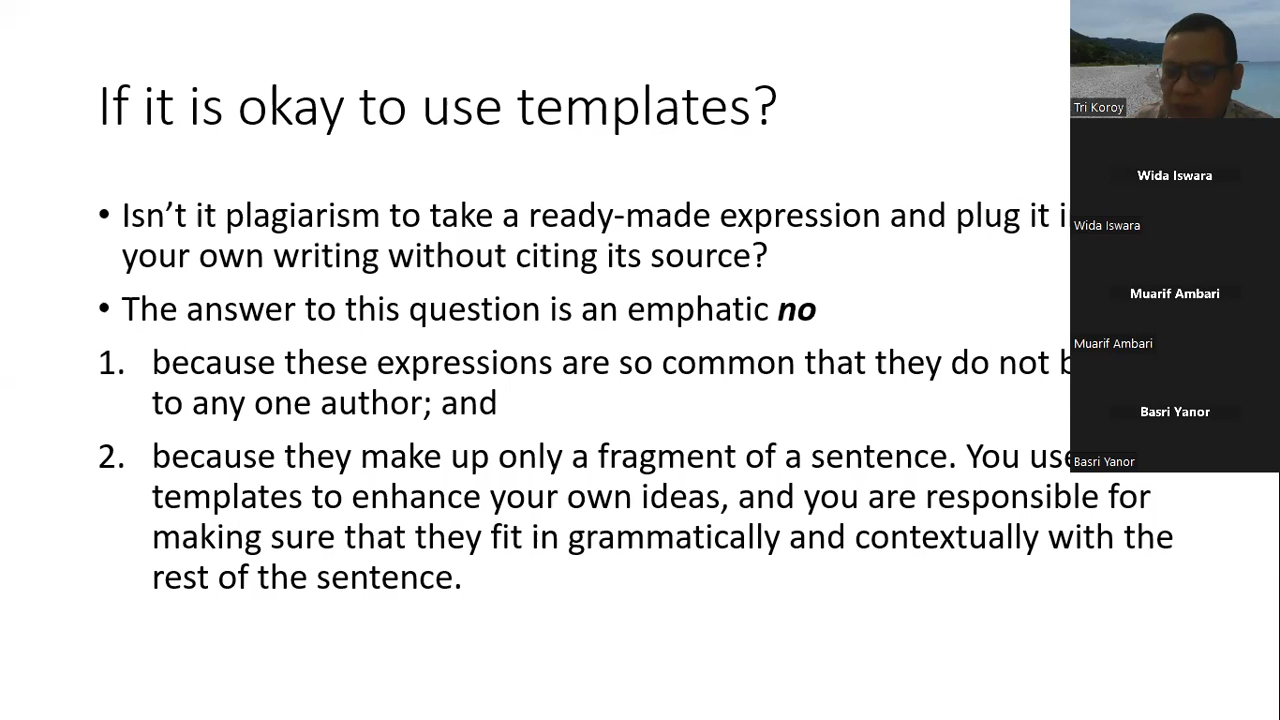 If it is okay to use templates?
• Isn’t it plagiarism to take a ready-made expression and plug it
your own writing without citing its source?
• The answer to this question is an emphatic no
1. because these expressions are so common that they do not
to any one author; and
2. because they make up only a fragment of a sentence. You
templates to enhance your own ideas, and you are responsible for
making sure that they fit in grammatically and contextually with the
rest of the sentence.
Tri Koroy
Wida Iswara
Wida Iswara
Muarif Ambari
Muarif Ambari
Basri Yanor
Basri Yanor